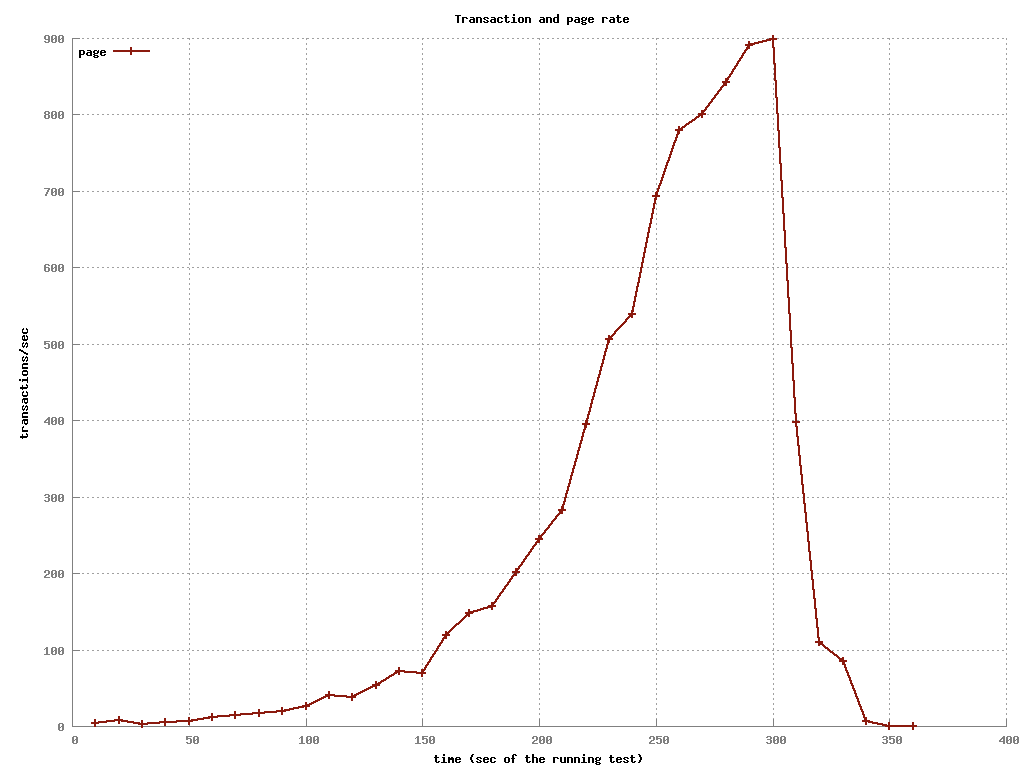 Transaction and page rate
page
900
800
700
600
500
400
300
200
100
0
0 50 100 150 200 250 300 350 400
transactions/sec
time (sec of the running test)